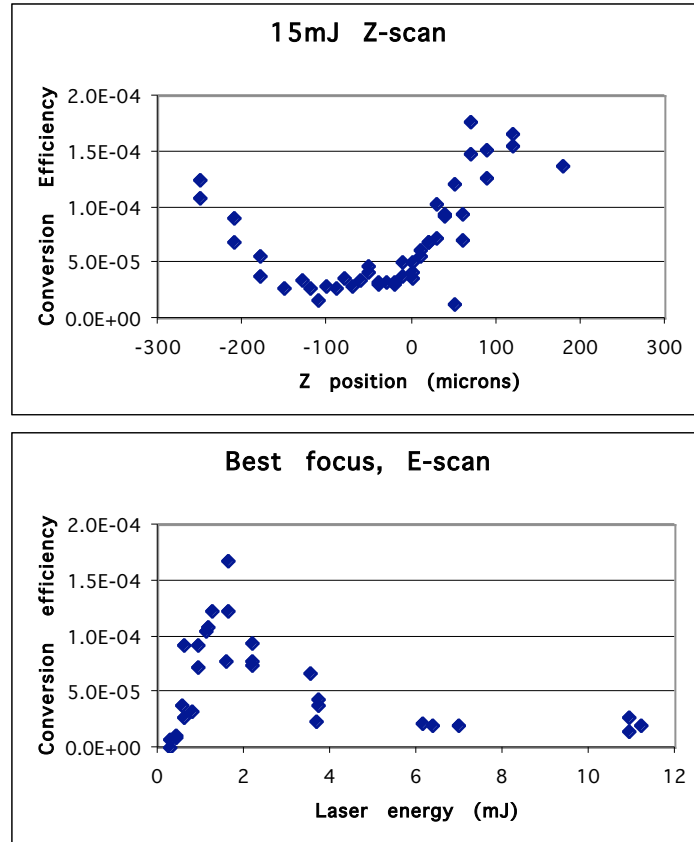 15mJ Z-scan
Conversion Efficiency
2.0E-04
1.5E-04
1.0E-04
5.0E-05
0.0E+00
-300 -200 -100 0 100 200 300
Z position (microns)
Best focus, E-scan
Conversion efficiency
2.0E-04
1.5E-04
1.0E-04
5.0E-05
0.0E+00
0 2 4 6 8 10 12
Laser energy (mJ)